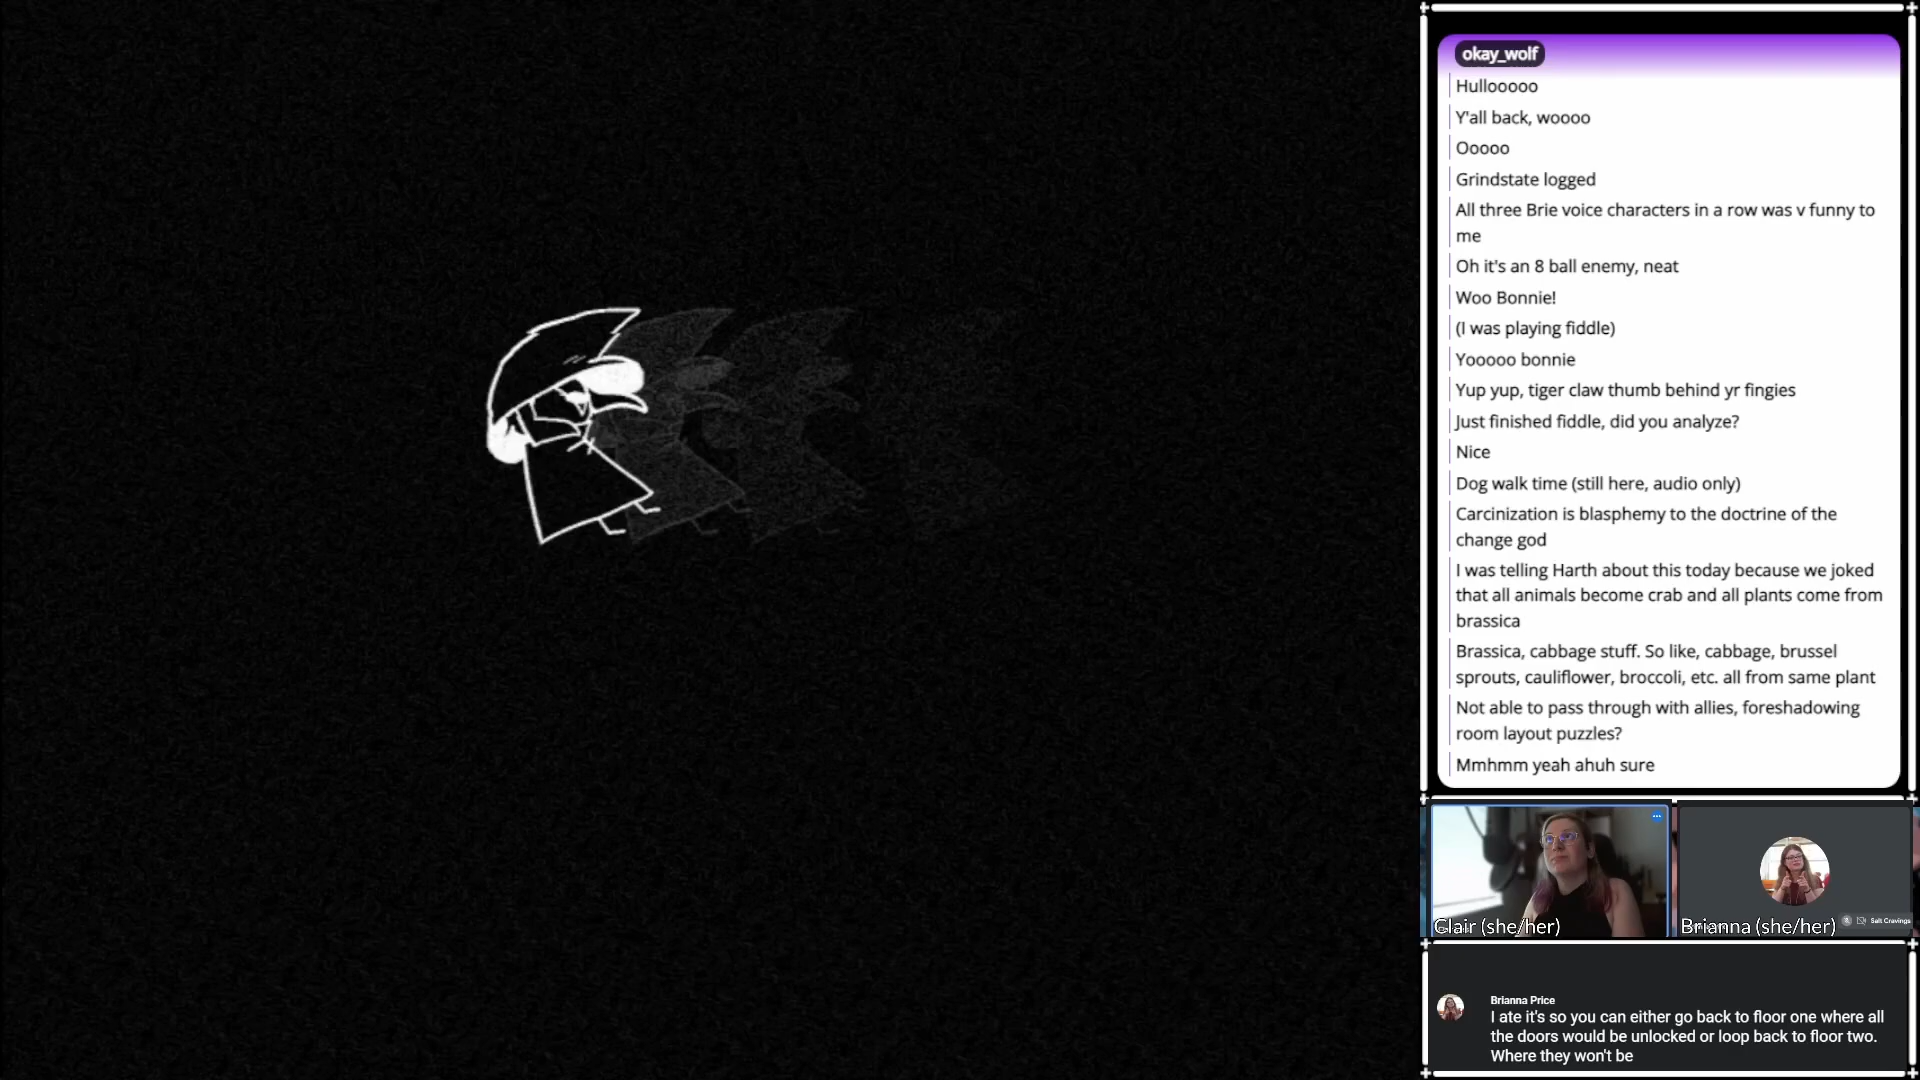 okay_wolf
Hullooooo
Y'all back, woooo
Ooooo
Grindstate logged
All three Brie voice characters in a row was v funny to
me
Oh it's an 8 ball enemy, neat
Woo Bonnie!
(I was playing fiddle)
Yooooo bonnie
Yup yup, tiger claw thumb behind yr fingies
Just finished fiddle, did you analyze?
Nice
Dog walk time (still here, audio only)
Carcinization is blasphemy to the doctrine of the
change god
I was telling Harth about this today because we joked
that all animals become crab and all plants come from
brassica
Brassica, cabbage stuff. So like, cabbage, brussel
sprouts, cauliflower, broccoli, etc. all from same plant
Not able to pass through with allies, foreshadowing
room layout puzzles?
Mmhmm yeah ahuh sure
Clair (she/her)
Brianna (she/her)
Salt Cravings
Brianna Price
I ate it's so you can either go back to floor one where all
the doors would be unlocked or loop back to floor two.
Where they won't be